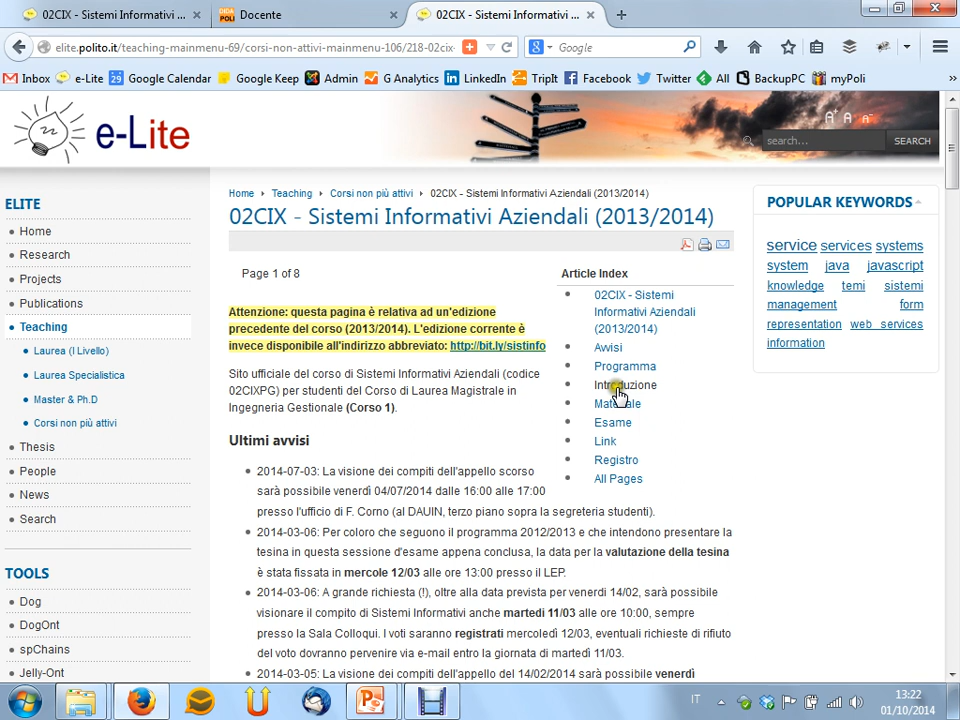 02CIX - Sistemi Informativi ...
Docente
02CIX - Sistemi Informativi ...
elite.polito.it/teaching-mainmenu-69/corsi-non-attivi-mainmenu-106/218-02cix-
Google
Inbox e-Lite Google Calendar Google Keep Admin G Analytics LinkedIn TripIt Facebook Twitter All BackupPC myPoli »
e-Lite
A+ A A-
search... SEARCH
ELITE
Home
Research
Projects
Publications
Teaching
Laurea (I Livello)
Laurea Specialistica
Master & Ph.D
Corsi non più attivi
Thesis
People
News
Search
TOOLS
Dog
DogOnt
spChains
Jelly-Ont
Home Teaching Corsi non più attivi 02CIX - Sistemi Informativi Aziendali (2013/2014)
02CIX - Sistemi Informativi Aziendali (2013/2014)
Page 1 of 8
Article Index
02CIX - Sistemi
Informativi Aziendali
(2013/2014)
Avvisi
Programma
Introduzione
Materiale
Esame
Link
Registro
All Pages
Attenzione: questa pagina è relativa ad un'edizione
precedente del corso (2013/2014). L'edizione corrente è
invece disponibile all'indirizzo abbreviato: http://bit.ly/sistinfo
Sito ufficiale del corso di Sistemi Informativi Aziendali (codice
02CIXPG) per studenti del Corso di Laurea Magistrale in
Ingegneria Gestionale (Corso 1).
Ultimi avvisi
2014-07-03: La visione dei compiti dell'appello scorso
sarà possibile venerdì 04/07/2014 dalle 16:00 alle 17:00
presso l'ufficio di F. Corno (al DAUIN, terzo piano sopra la segreteria studenti).
2014-03-06: Per coloro che seguono il programma 2012/2013 e che intendono presentare la
tesina in questa sessione d'esame appena conclusa, la data per la valutazione della tesina
è stata fissata in mercole 12/03 alle ore 13:00 presso il LEP.
2014-03-06: A grande richiesta (!), oltre alla data prevista per venerdì 14/02, sarà possibile
visionare il compito di Sistemi Informativi anche martedì 11/03 alle ore 10:00, sempre
presso la Sala Colloqui. I voti saranno registrati mercoledì 12/03, eventuali richieste di rifiuto
del voto dovranno pervenire via e-mail entro la giornata di martedì 11/03.
2014-03-05: La visione dei compiti dell'appello del 14/02/2014 sarà possibile venerdì
POPULAR KEYWORDS
service services systems
system java javascript
knowledge temi sistemi
management form
representation web services
information
IT
13:22
01/10/2014